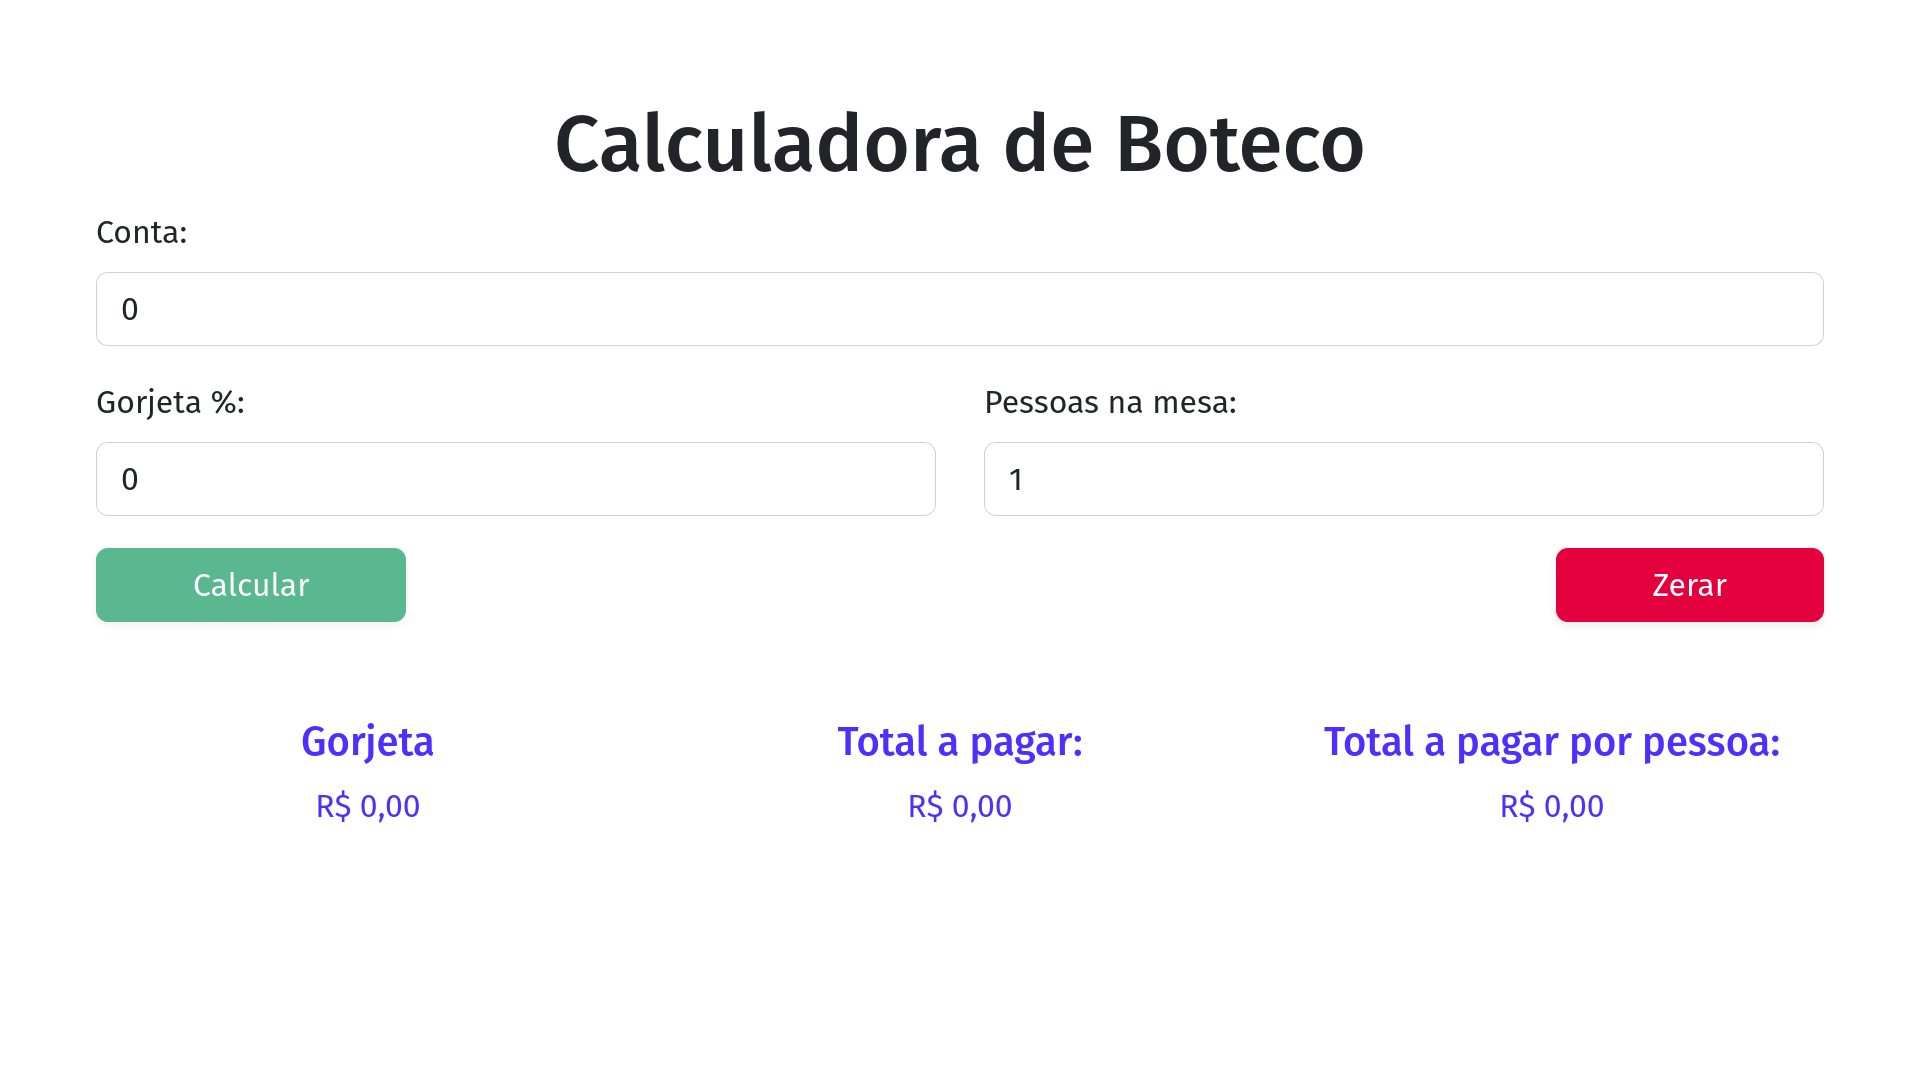 Calculadora de Boteco
Conta:
0
Gorjeta %:
Pessoas na mesa:
0
1
Calcular
Zerar
Gorjeta
Total a pagar:
Total a pagar por pessoa:
R$ 0,00
R$ 0,00
R$ 0,00